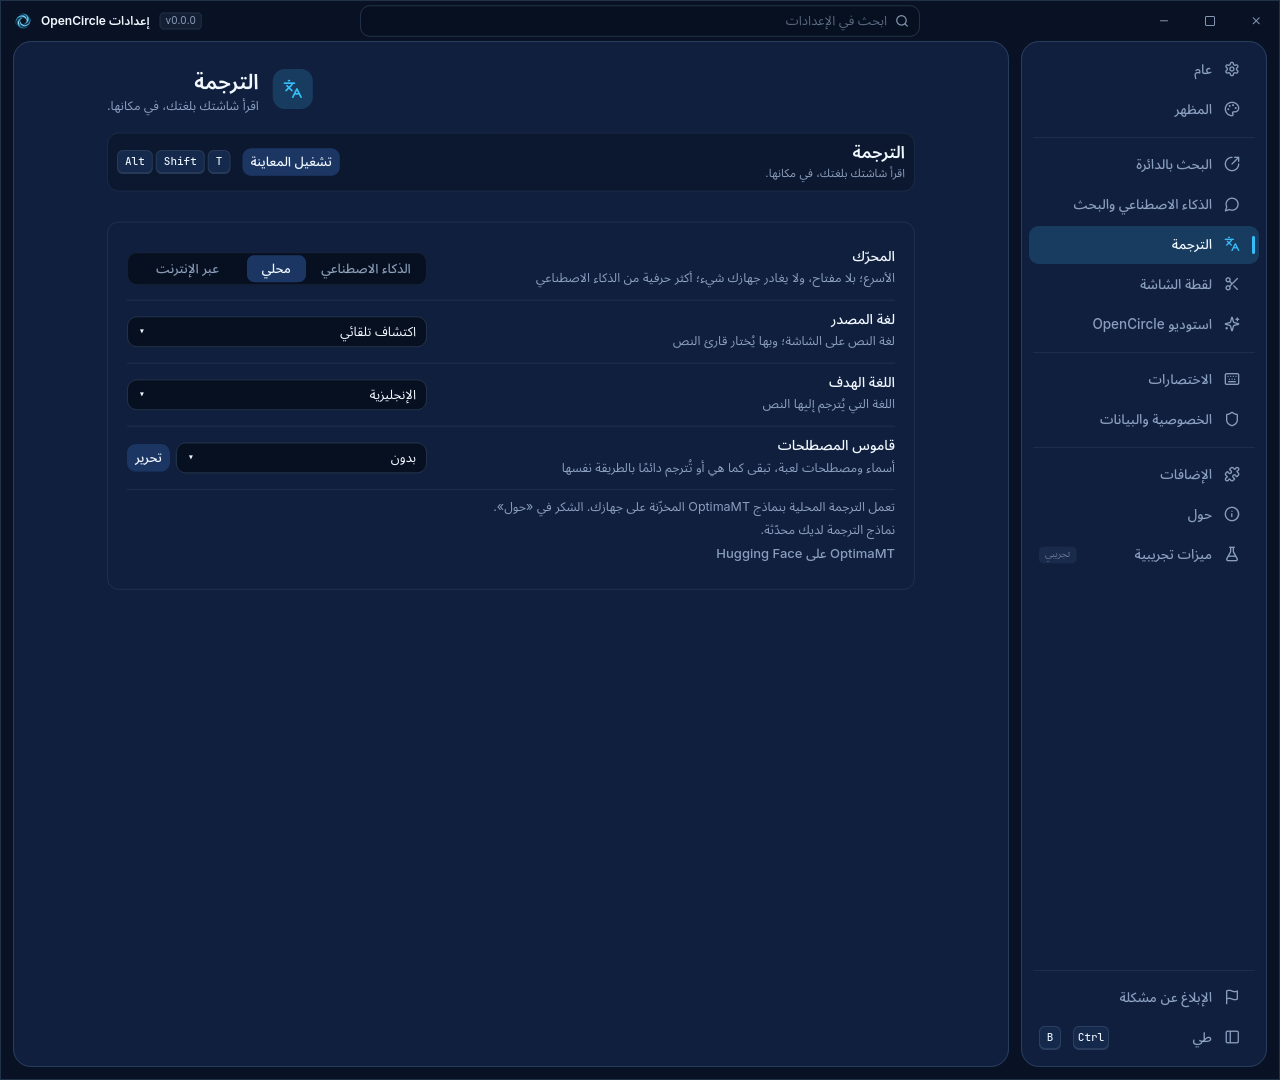 إعدادات OpenCircle
v0.0.0
ابحث في الإعدادات
عام
المظهر
البحث بالدائرة
الذكاء الاصطناعي والبحث
الترجمة
لقطة الشاشة
استوديو OpenCircle
الاختصارات
الخصوصية والبيانات
الإضافات
حول
ميزات تجريبية
تجريبي
الإبلاغ عن مشكلة
طي
Ctrl B
الترجمة
اقرأ شاشتك بلغتك، في مكانها.
الترجمة
اقرأ شاشتك بلغتك، في مكانها.
تشغيل المعاينة
Alt Shift T
المحرّك
الأسرع؛ بلا مفتاح، ولا يغادر جهازك شيء؛ أكثر حرفية من الذكاء الاصطناعي
الذكاء الاصطناعي
محلي
عبر الإنترنت
لغة المصدر
لغة النص على الشاشة؛ وبها يُختار قارئ النص
اكتشاف تلقائي
اللغة الهدف
اللغة التي يُترجم إليها النص
الإنجليزية
قاموس المصطلحات
أسماء ومصطلحات لعبة، تبقى كما هي أو تُترجم دائمًا بالطريقة نفسها
بدون
تحرير
تعمل الترجمة المحلية بنماذج OptimaMT المخزّنة على جهازك. الشكر في «حول».
نماذج الترجمة لديك محدّثة.
OptimaMT على Hugging Face